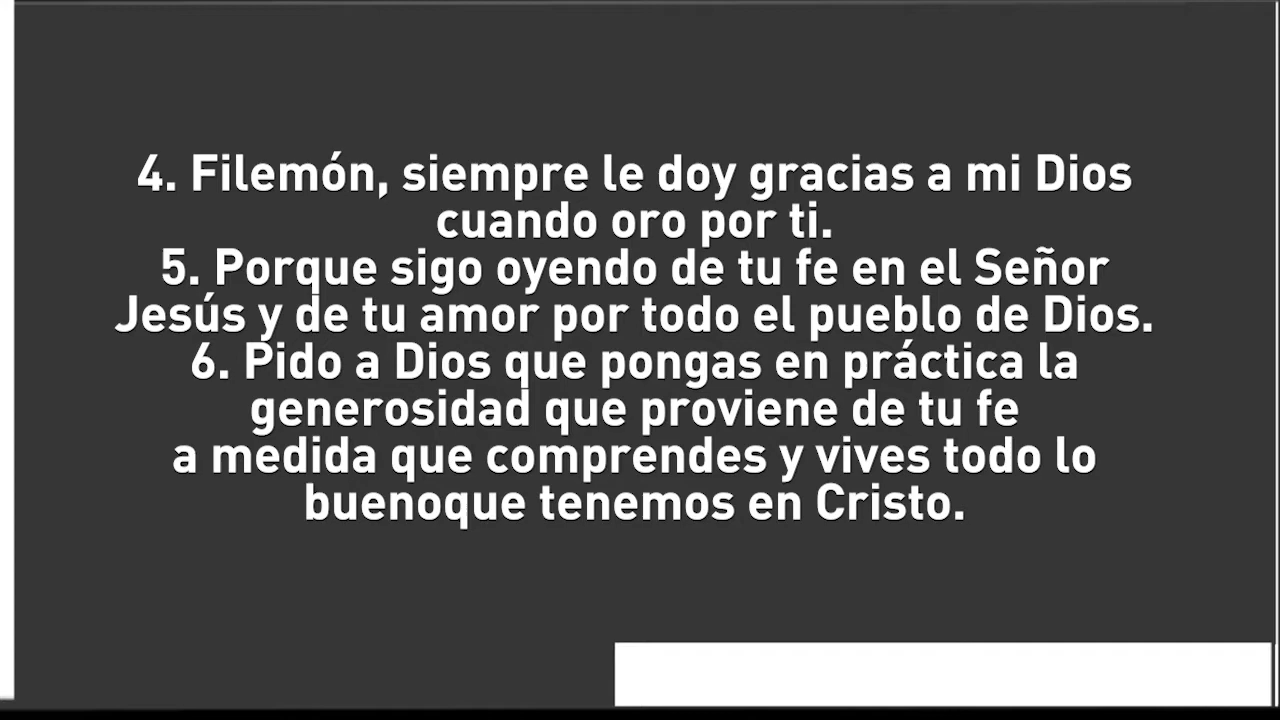 4. Filemón, siempre le doy gracias a mi Dios
cuando oro por ti.
5. Porque sigo oyendo de tu fe en el Señor
Jesús y de tu amor por todo el pueblo de Dios.
6. Pido a Dios que pongas en práctica la
generosidad que proviene de tu fe
a medida que comprendes y vives todo lo
buenoque tenemos en Cristo.